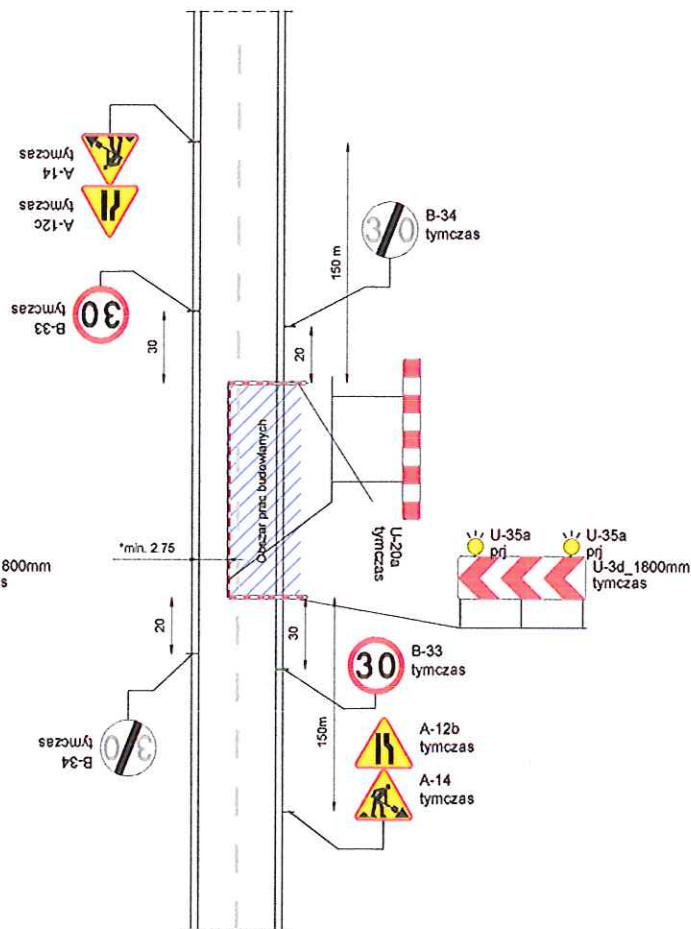 A-14
tymczas
A-12c
tymczas
B-33
tymczas
30
30
150 m
30
B-34
tymczas
20
Obszar prac budowlanych
U-20a
tymczas
*min. 2.75
800mm
s
U-35a
prj
U-35a
prj
U-3d_1800mm
tymczas
20
30
30
B-33
tymczas
150m
A-12b
tymczas
A-14
tymczas
30
B-34
tymczas